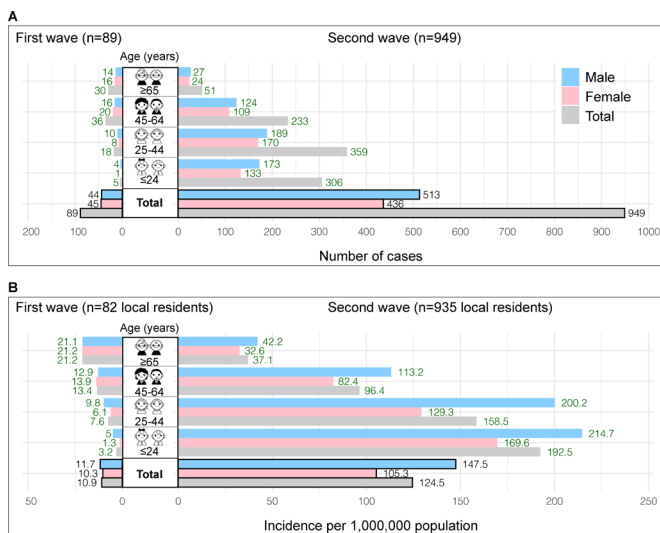 A
First wave (n=89)
Second wave (n=949)
Age (years)
14 27
16 ≥65 24
30 51
Male
Female
Total
16 124
20 109
36 45-64 233
10 189
8 170
18 25-44 359
4 173
1 133
5 ≤24 306
44 513
45 Total 436
89 949
200 100 0 0 100 200 300 400 500 600 700 800 900 1000
Number of cases
B
First wave (n=82 local residents)
Second wave (n=935 local residents)
Age (years)
21.1 42.2
21.2 32.6
21.2 ≥65 37.1
12.9 113.2
13.9 82.4
13.4 45-64 96.4
9.8 200.2
6.1 129.3
7.6 25-44 158.5
5 214.7
1.3 169.6
3.2 ≤24 192.5
11.7 147.5
10.3 Total 105.3
10.9 124.5
50 0 0 50 100 150 200 250
Incidence per 1,000,000 population